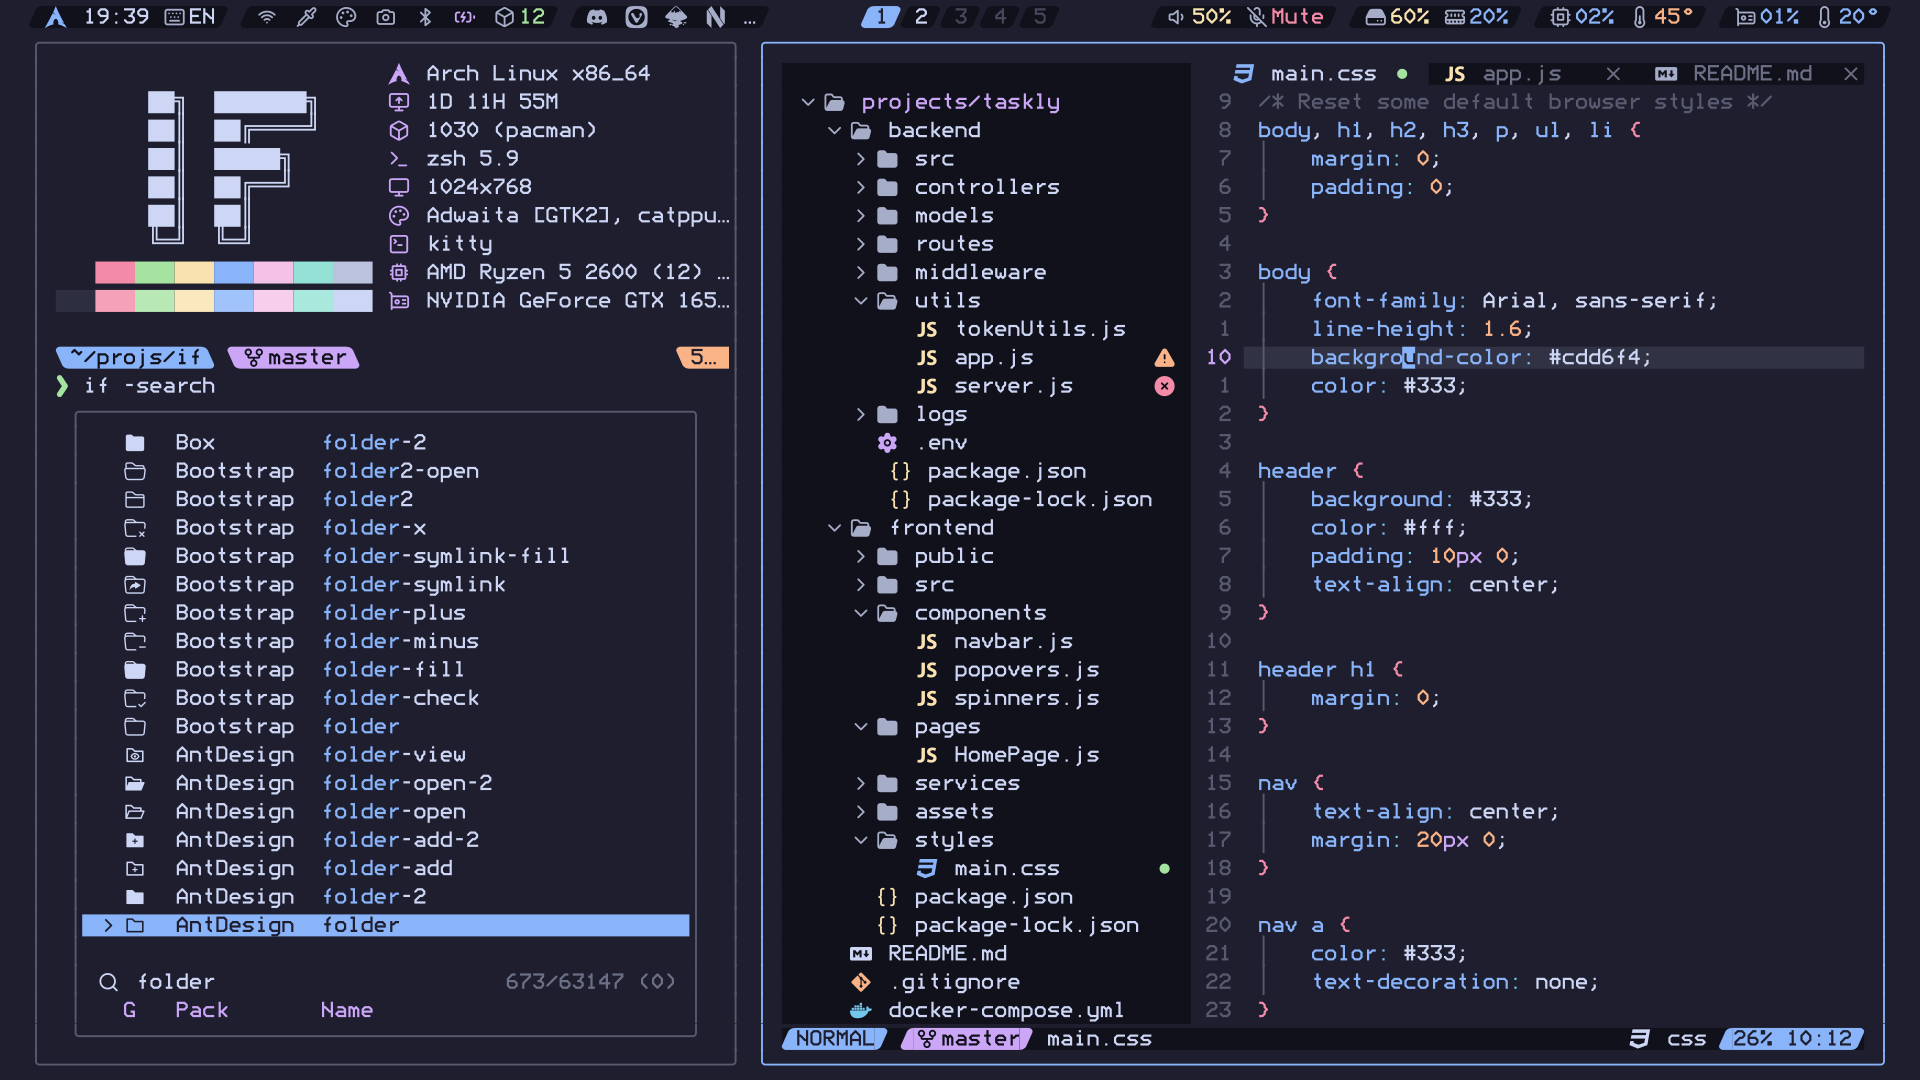 19:39 EN 12 ... 1 2 3 4 5 50% Mute 60% 20% 02% 45° 01% 20°
IF
Arch Linux x86_64
1D 11H 55M
1030 (pacman)
zsh 5.9
1024x768
Adwaita [GTK2], catppu…
kitty
AMD Ryzen 5 2600 (12) …
NVIDIA GeForce GTX 165…
~/projs/if master 5…
❯ if -search
Box folder-2
Bootstrap folder2-open
Bootstrap folder2
Bootstrap folder-x
Bootstrap folder-symlink-fill
Bootstrap folder-symlink
Bootstrap folder-plus
Bootstrap folder-minus
Bootstrap folder-fill
Bootstrap folder-check
Bootstrap folder
AntDesign folder-view
AntDesign folder-open-2
AntDesign folder-open
AntDesign folder-add-2
AntDesign folder-add
AntDesign folder-2
> AntDesign folder
folder 673/63147 (0)
G Pack Name
projects/taskly
backend
src
controllers
models
routes
middleware
utils
JS tokenUtils.js
JS app.js
JS server.js
logs
.env
{} package.json
{} package-lock.json
frontend
public
src
components
JS navbar.js
JS popovers.js
JS spinners.js
pages
JS HomePage.js
services
assets
styles
main.css
{} package.json
{} package-lock.json
README.md
.gitignore
docker-compose.yml
main.css ● JS app.js × README.md ×
9 /* Reset some default browser styles */
8 body, h1, h2, h3, p, ul, li {
7 margin: 0;
6 padding: 0;
5 }
4
3 body {
2 font-family: Arial, sans-serif;
1 line-height: 1.6;
10 background-color: #cdd6f4;
1 color: #333;
2 }
3
4 header {
5 background: #333;
6 color: #fff;
7 padding: 10px 0;
8 text-align: center;
9 }
10
11 header h1 {
12 margin: 0;
13 }
14
15 nav {
16 text-align: center;
17 margin: 20px 0;
18 }
19
20 nav a {
21 color: #333;
22 text-decoration: none;
23 }
NORMAL master main.css css 26% 10:12